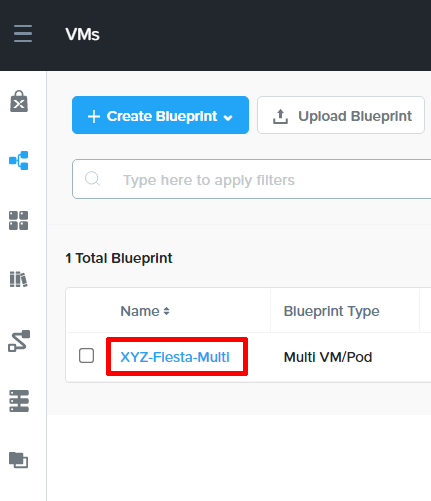 VMs
Create Blueprint
Upload Blueprint
Type here to apply filters
1 Total Blueprint
Name
Blueprint Type
XYZ-Fiesta-Multi
Multi VM/Pod